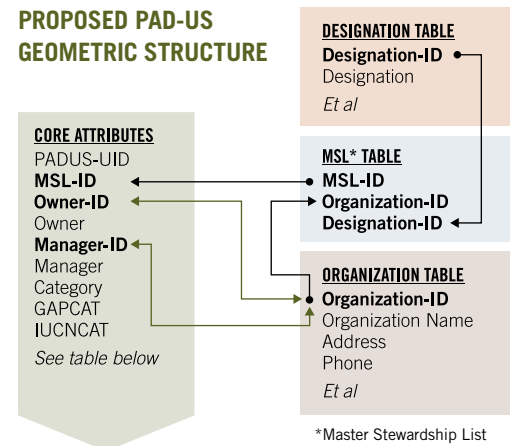 PROPOSED PAD-US
GEOMETRIC STRUCTURE
CORE ATTRIBUTES
PADUS-UID
MSL-ID
Owner-ID
Owner
Manager-ID
Manager
Category
GAPCAT
IUCNCAT
See table below
DESIGNATION TABLE
Designation-ID
Designation
Et al
MSL* TABLE
MSL-ID
Organization-ID
Designation-ID
ORGANIZATION TABLE
Organization-ID
Organization Name
Address
Phone
Et al
*Master Stewardship List